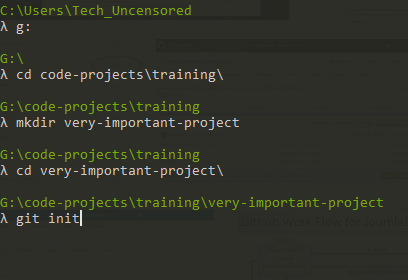 C:\Users\Tech_Uncensored
λ g:
G:\
λ cd code-projects\training\
G:\code-projects\training
λ mkdir very-important-project
G:\code-projects\training
λ cd very-important-project\
G:\code-projects\training\very-important-project
λ git init